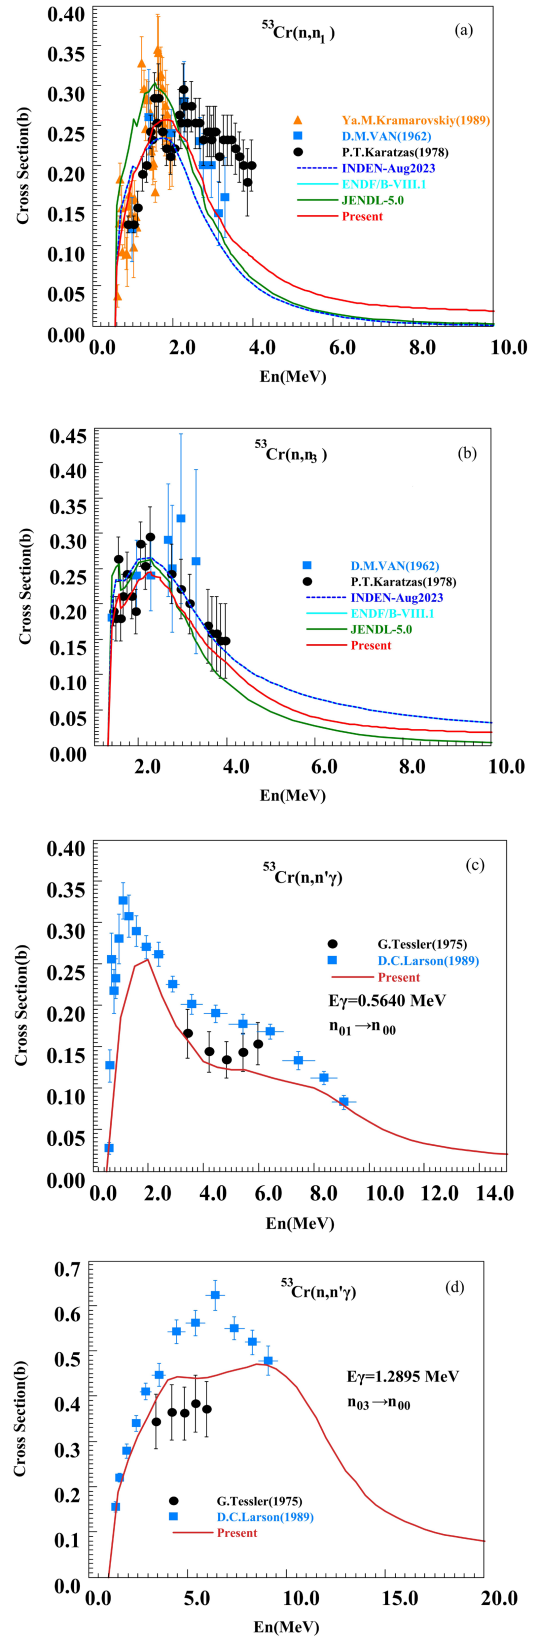 0.40
0.35
0.30
0.25
0.20
0.15
0.10
0.05
0.00
Cross Section(b)
53Cr(n,n1)
(a)
Ya.M.Kramarovskiy(1989)
D.M.VAN(1962)
P.T.Karatzas(1978)
INDEN-Aug2023
ENDF/B-VIII.1
JENDL-5.0
Present
0.0 2.0 4.0 6.0 8.0 10.0
En(MeV)
0.45
0.40
0.35
0.30
0.25
0.20
0.15
0.10
0.05
0.00
Cross Section(b)
53Cr(n,n3)
(b)
D.M.VAN(1962)
P.T.Karatzas(1978)
INDEN-Aug2023
ENDF/B-VIII.1
JENDL-5.0
Present
2.0 4.0 6.0 8.0 10.0
En(MeV)
0.40
0.35
0.30
0.25
0.20
0.15
0.10
0.05
0.00
Cross Section(b)
53Cr(n,n'γ)
(c)
G.Tessler(1975)
D.C.Larson(1989)
Present
Eγ=0.5640 MeV
n01→n00
0.0 2.0 4.0 6.0 8.0 10.0 12.0 14.0
En(MeV)
0.7
0.6
0.5
0.4
0.3
0.2
0.1
0.0
Cross Section(b)
53Cr(n,n'γ)
(d)
Eγ=1.2895 MeV
n03→n00
G.Tessler(1975)
D.C.Larson(1989)
Present
0.0 5.0 10.0 15.0 20.0
En(MeV)